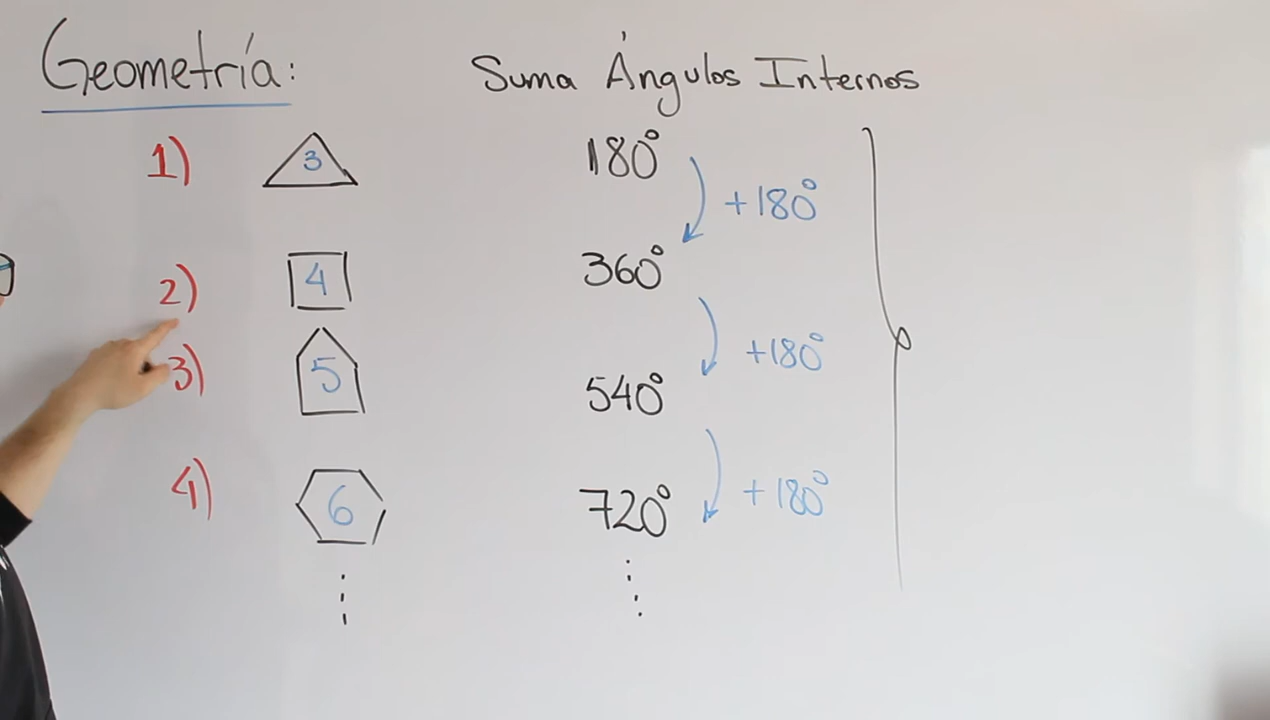 Geometría: Suma Ángulos Internos
1) 3 180°
+180°
2) 4 360°
+180°
3) 5 540°
+180°
4) 6 720°